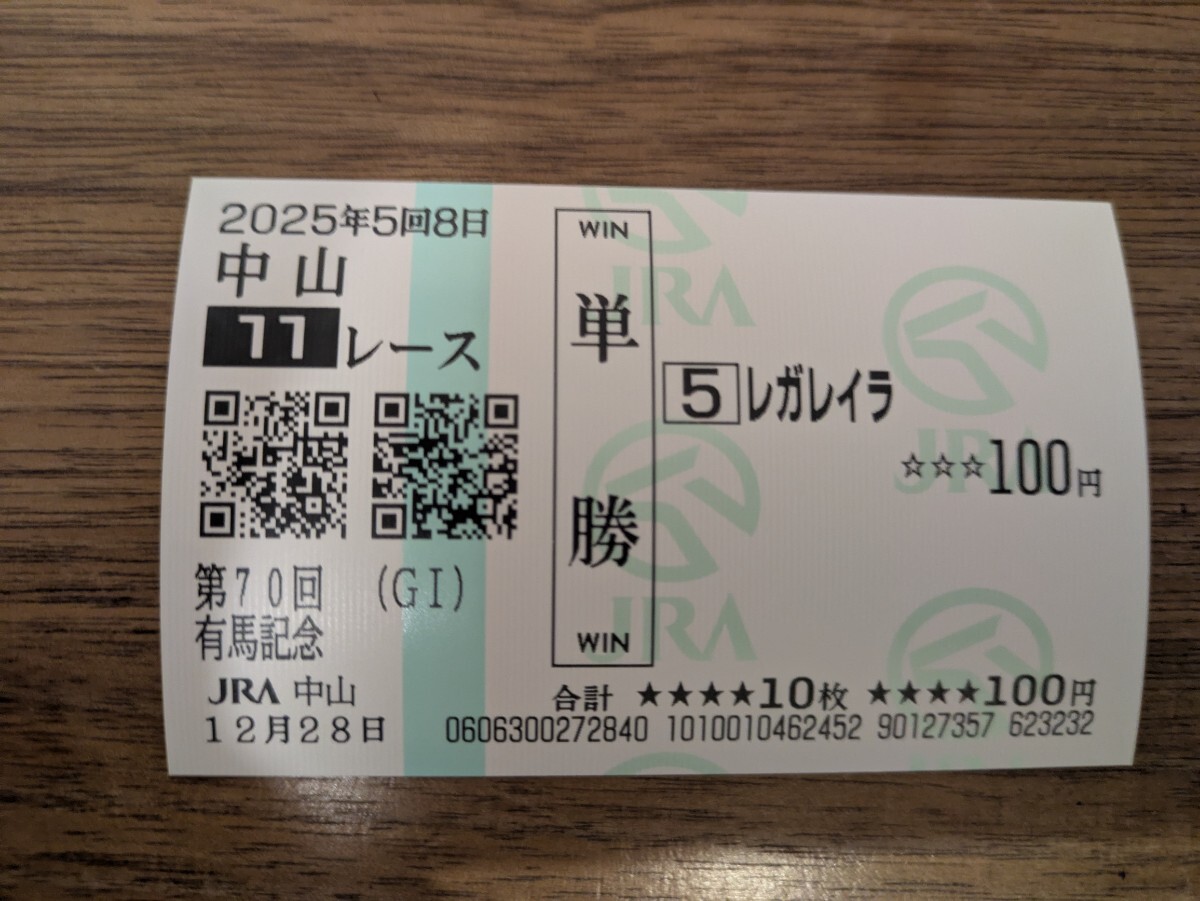 2025年5回8日
中山
11レース
第70回 (GI)
有馬記念
JRA 中山
12月28日
WIN
単勝
WIN
5 レガレイラ
☆☆☆100円
合計 ★★★★10枚 ★★★★100円
0606300272840 1010010462452 90127357 623232
JRA
JRA
JRA